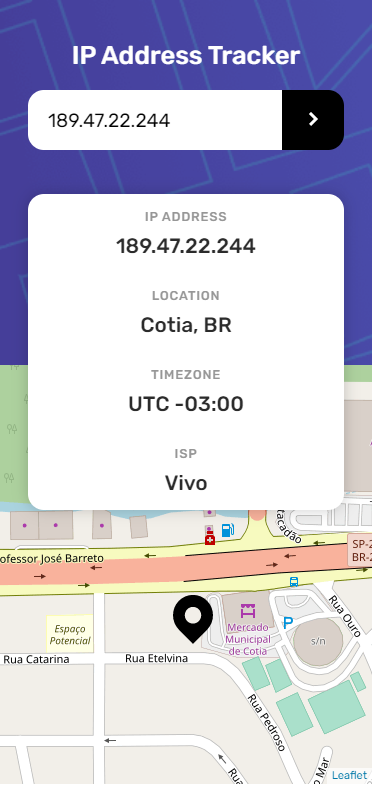 IP Address Tracker
189.47.22.244
IP ADDRESS
189.47.22.244
LOCATION
Cotia, BR
TIMEZONE
UTC -03:00
ISP
Vivo
ofessor José Barreto
SP-2
BR-2
Espaço
Potencial
Mercado
Municipal
de Cotia
P
s/n
Rua Ouro
Rua Catarina
Rua Etelvina
Rua Pedroso
Rua
o Mar
Leaflet